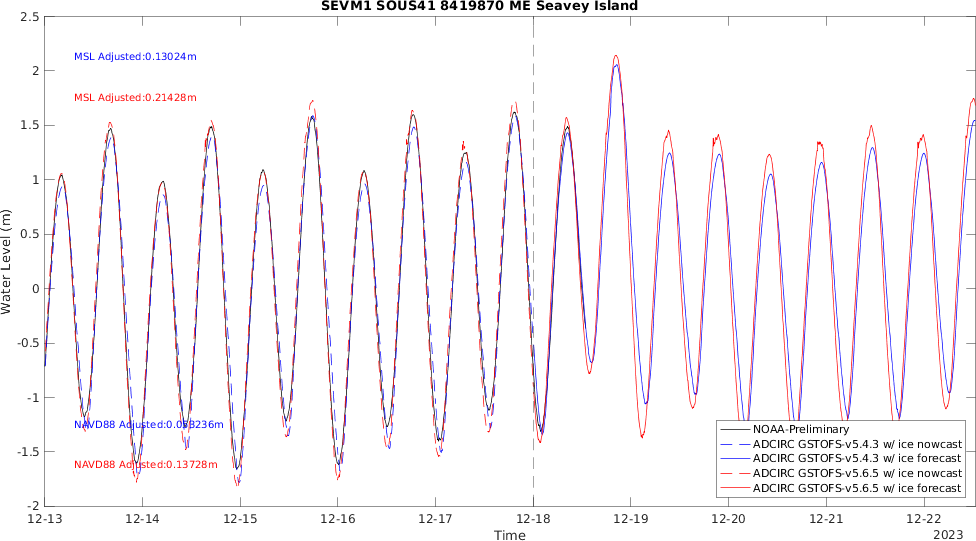 SEVM1 SOUS41 8419870 ME Seavey Island
2.5
2
1.5
1
0.5
0
-0.5
-1
-1.5
-2
Water Level (m)
MSL Adjusted:0.13024m
MSL Adjusted:0.21428m
NAVD88 Adjusted:0.053236m
NAVD88 Adjusted:0.13728m
NOAA-Preliminary
ADCIRC GSTOFS-v5.4.3 w/ ice nowcast
ADCIRC GSTOFS-v5.4.3 w/ ice forecast
ADCIRC GSTOFS-v5.6.5 w/ ice nowcast
ADCIRC GSTOFS-v5.6.5 w/ ice forecast
12-13 12-14 12-15 12-16 12-17 12-18 12-19 12-20 12-21 12-22
Time
2023